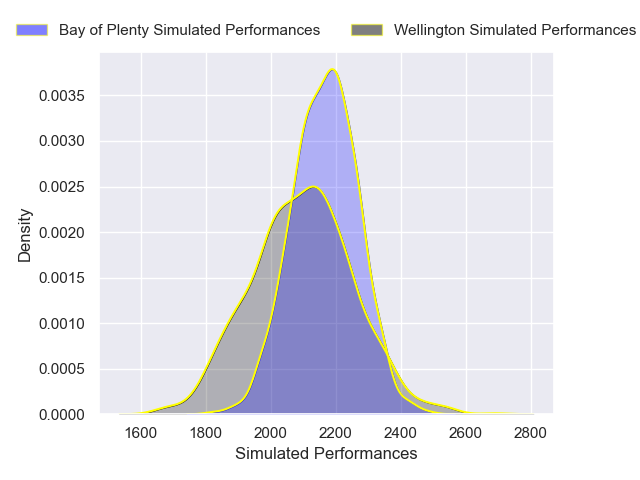 Bay of Plenty Simulated Performances Wellington Simulated Performances
0.0035
0.0030
0.0025
0.0020
0.0015
0.0010
0.0005
0.0000
Density
1600 1800 2000 2200 2400 2600 2800
Simulated Performances